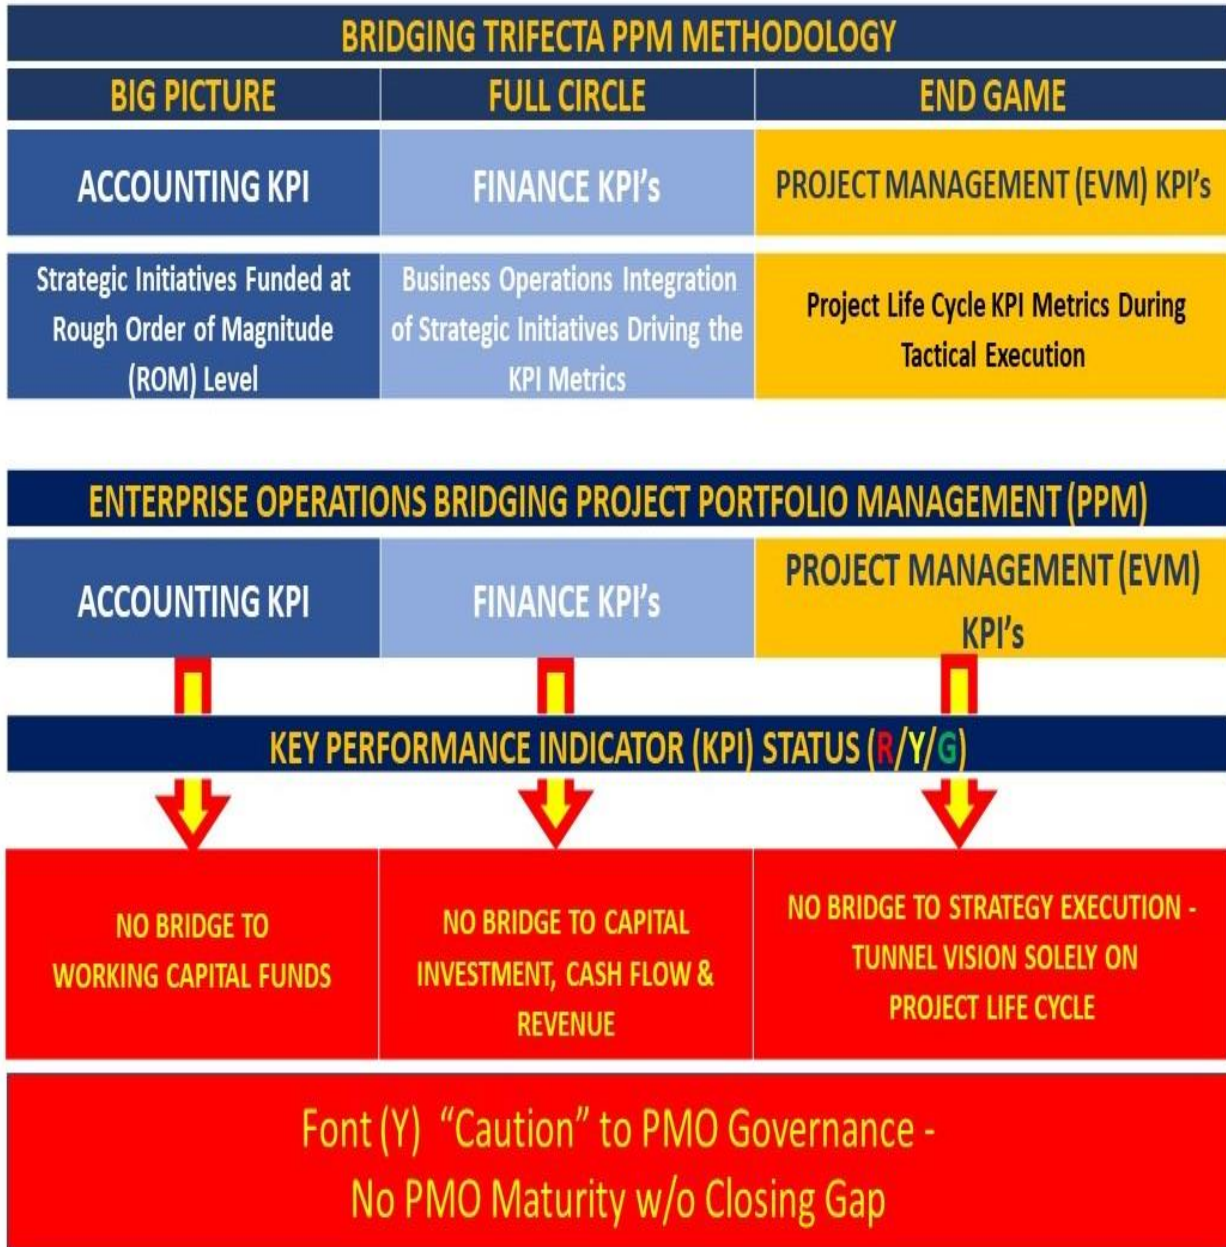 BRIDGING TRIFECTA PPM METHODOLOGY
BIG PICTURE
FULL CIRCLE
END GAME
ACCOUNTING KPI
FINANCE KPI's
PROJECT MANAGEMENT (EVM) KPI's
Strategic Initiatives Funded at
Rough Order of Magnitude
(ROM) Level
Business Operations Integration
of Strategic Initiatives Driving the
KPI Metrics
Project Life Cycle KPI Metrics During
Tactical Execution
ENTERPRISE OPERATIONS BRIDGING PROJECT PORTFOLIO MANAGEMENT (PPM)
ACCOUNTING KPI
FINANCE KPI's
PROJECT MANAGEMENT (EVM)
KPI's
KEY PERFORMANCE INDICATOR (KPI) STATUS (R/Y/G)
NO BRIDGE TO
WORKING CAPITAL FUNDS
NO BRIDGE TO CAPITAL
INVESTMENT, CASH FLOW &
REVENUE
NO BRIDGE TO STRATEGY EXECUTION -
TUNNEL VISION SOLELY ON
PROJECT LIFE CYCLE
Font (Y) "Caution" to PMO Governance -
No PMO Maturity w/o Closing Gap